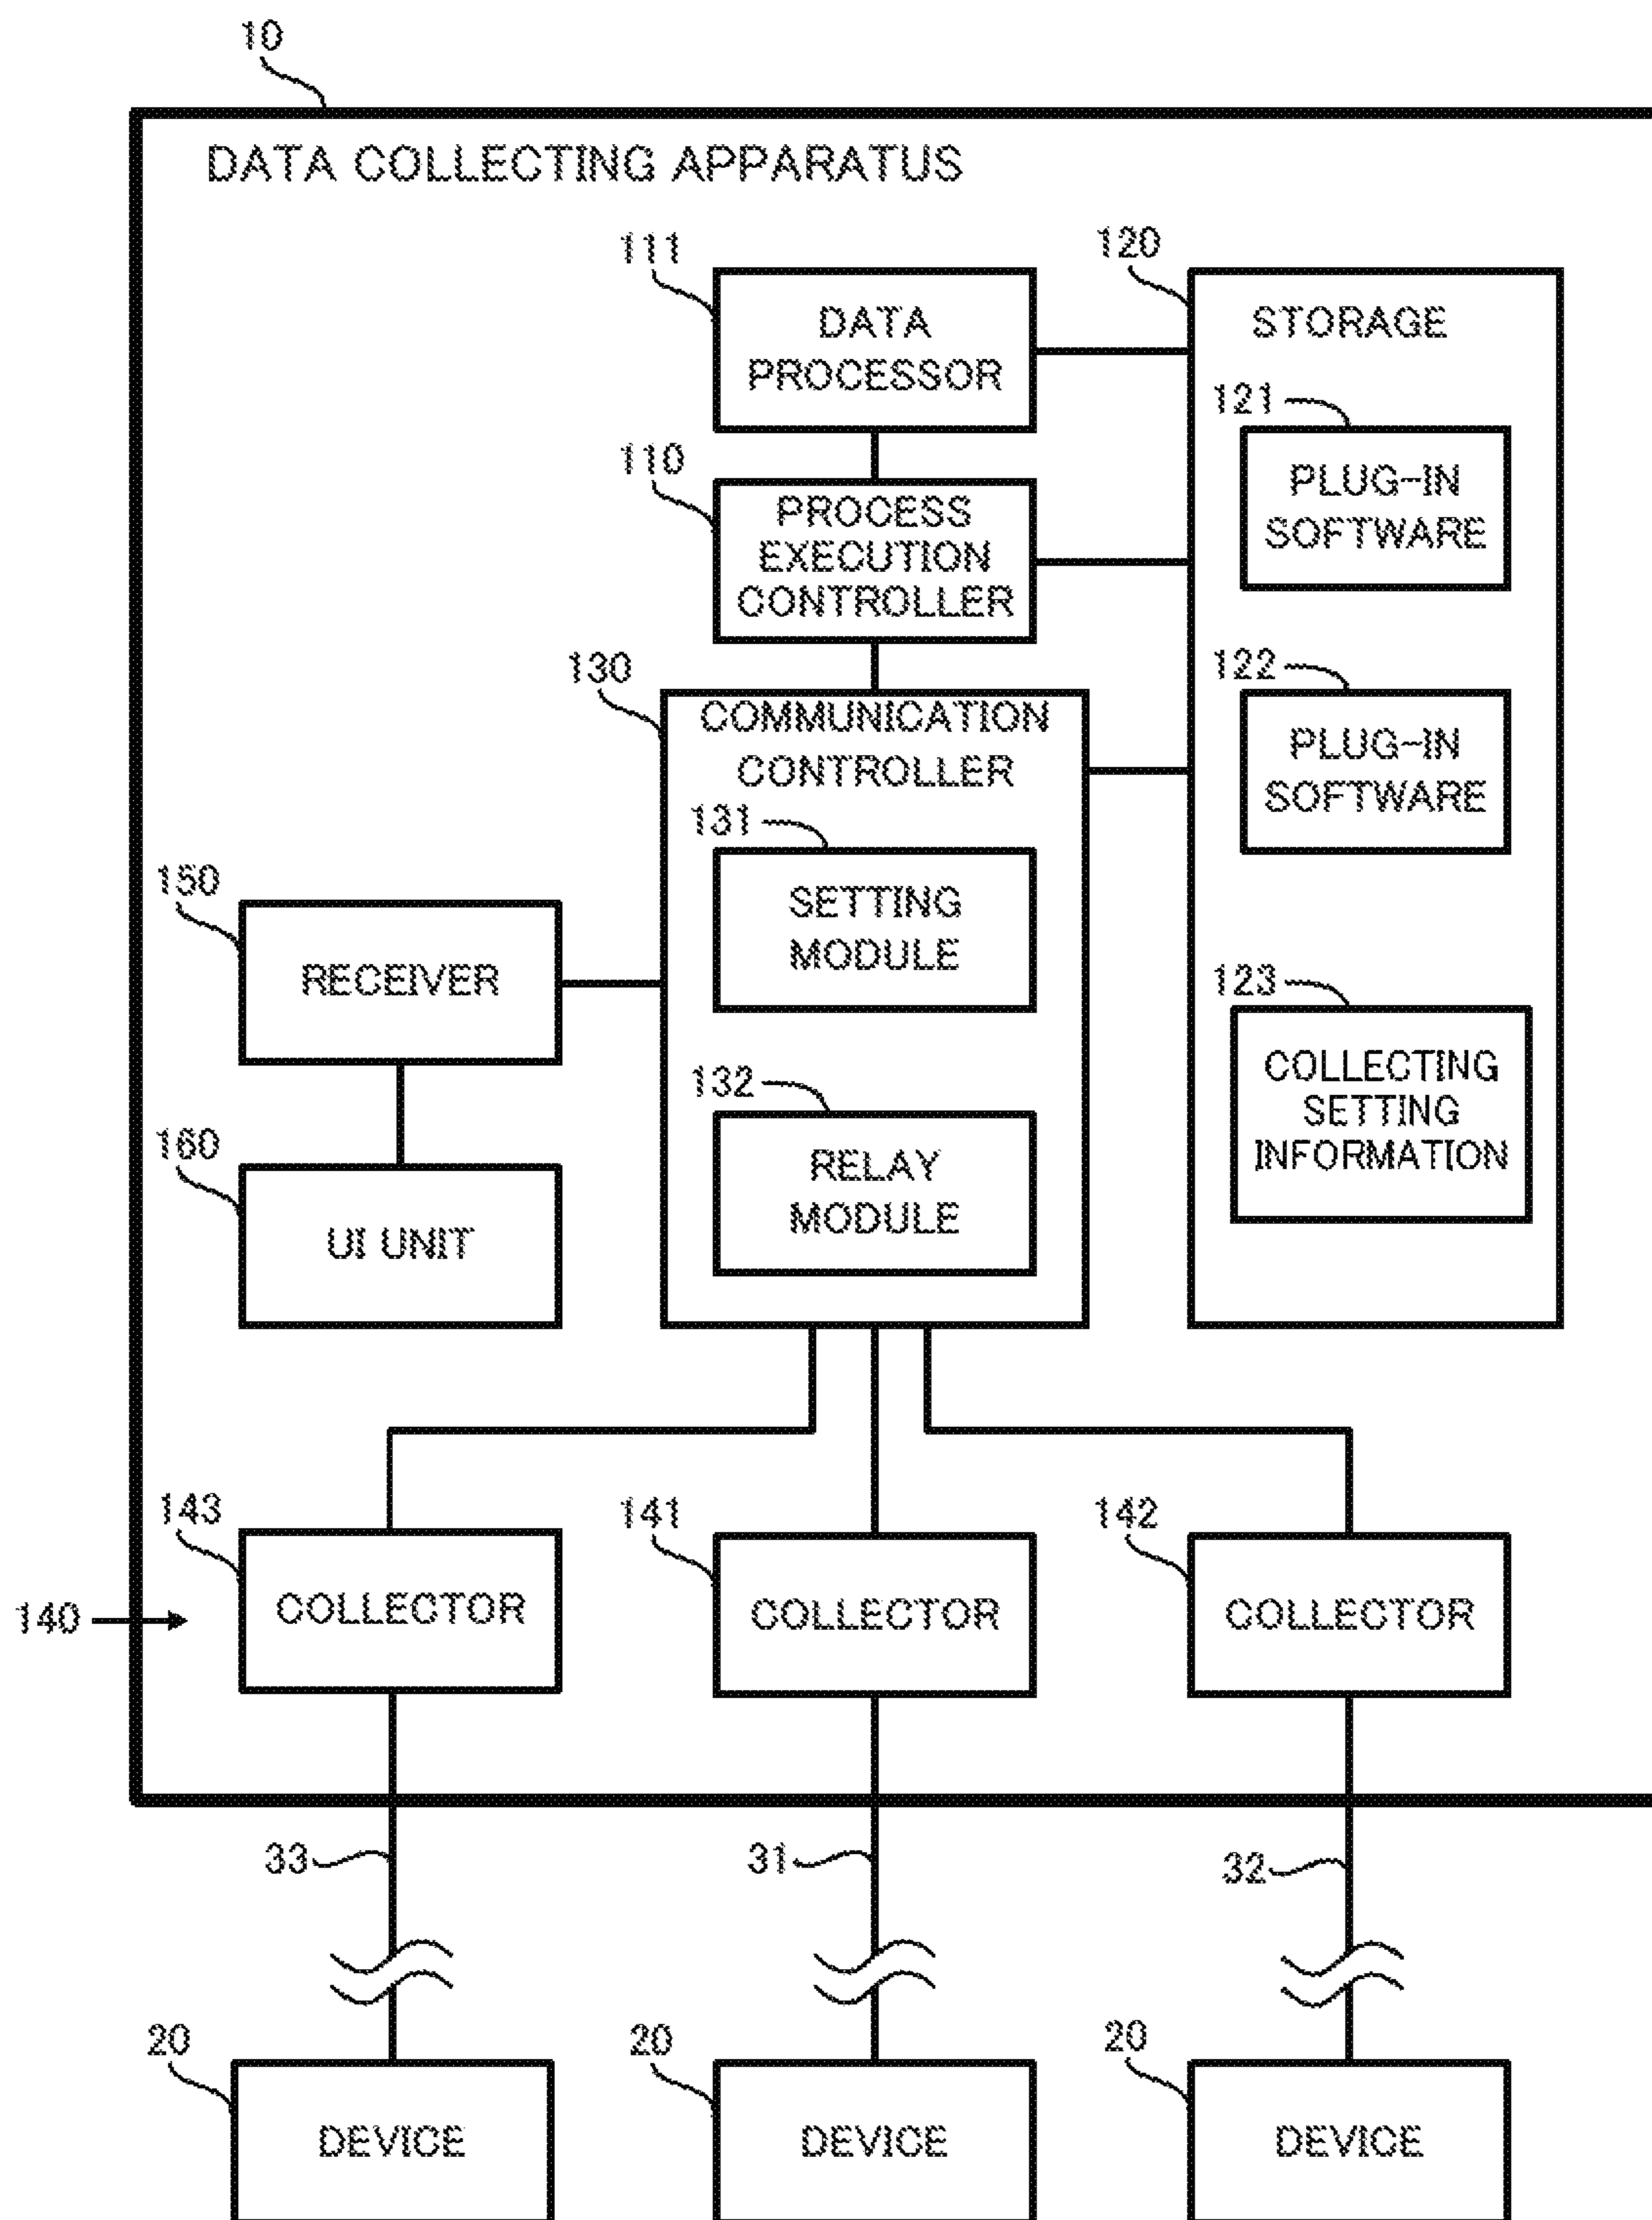 10
DATA COLLECTING APPARATUS
111
DATA
PROCESSOR
120
STORAGE
121
PLUG-IN
SOFTWARE
110
PROCESS
EXECUTION
CONTROLLER
122
PLUG-IN
SOFTWARE
130
COMMUNICATION
CONTROLLER
131
SETTING
MODULE
150
RECEIVER
123
COLLECTING
SETTING
INFORMATION
132
RELAY
MODULE
160
UI UNIT
143
COLLECTOR
141
COLLECTOR
142
COLLECTOR
140
33
31
32
20
DEVICE
20
DEVICE
20
DEVICE